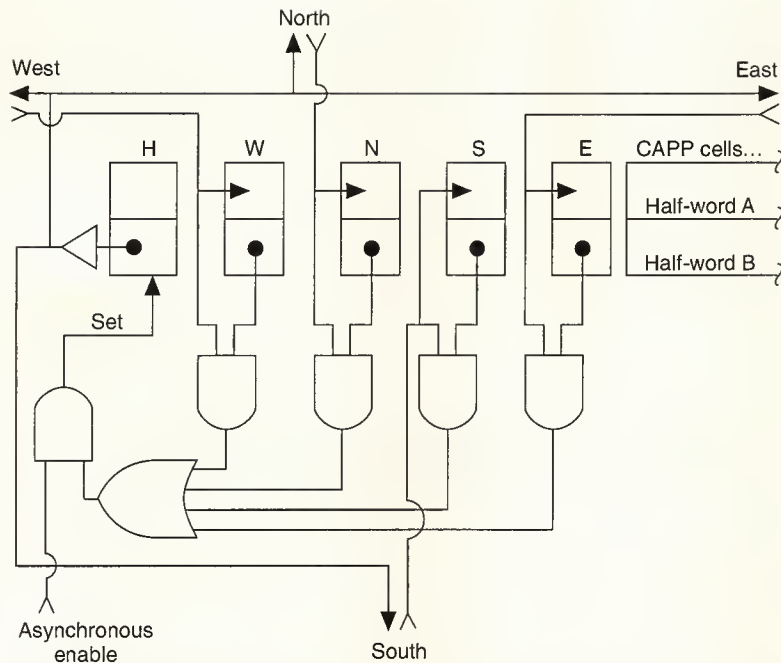 North
West
East
H
W
N
S
E
CAPP cells...
Half-word A
Half-word B
Set
Asynchronous
enable
South